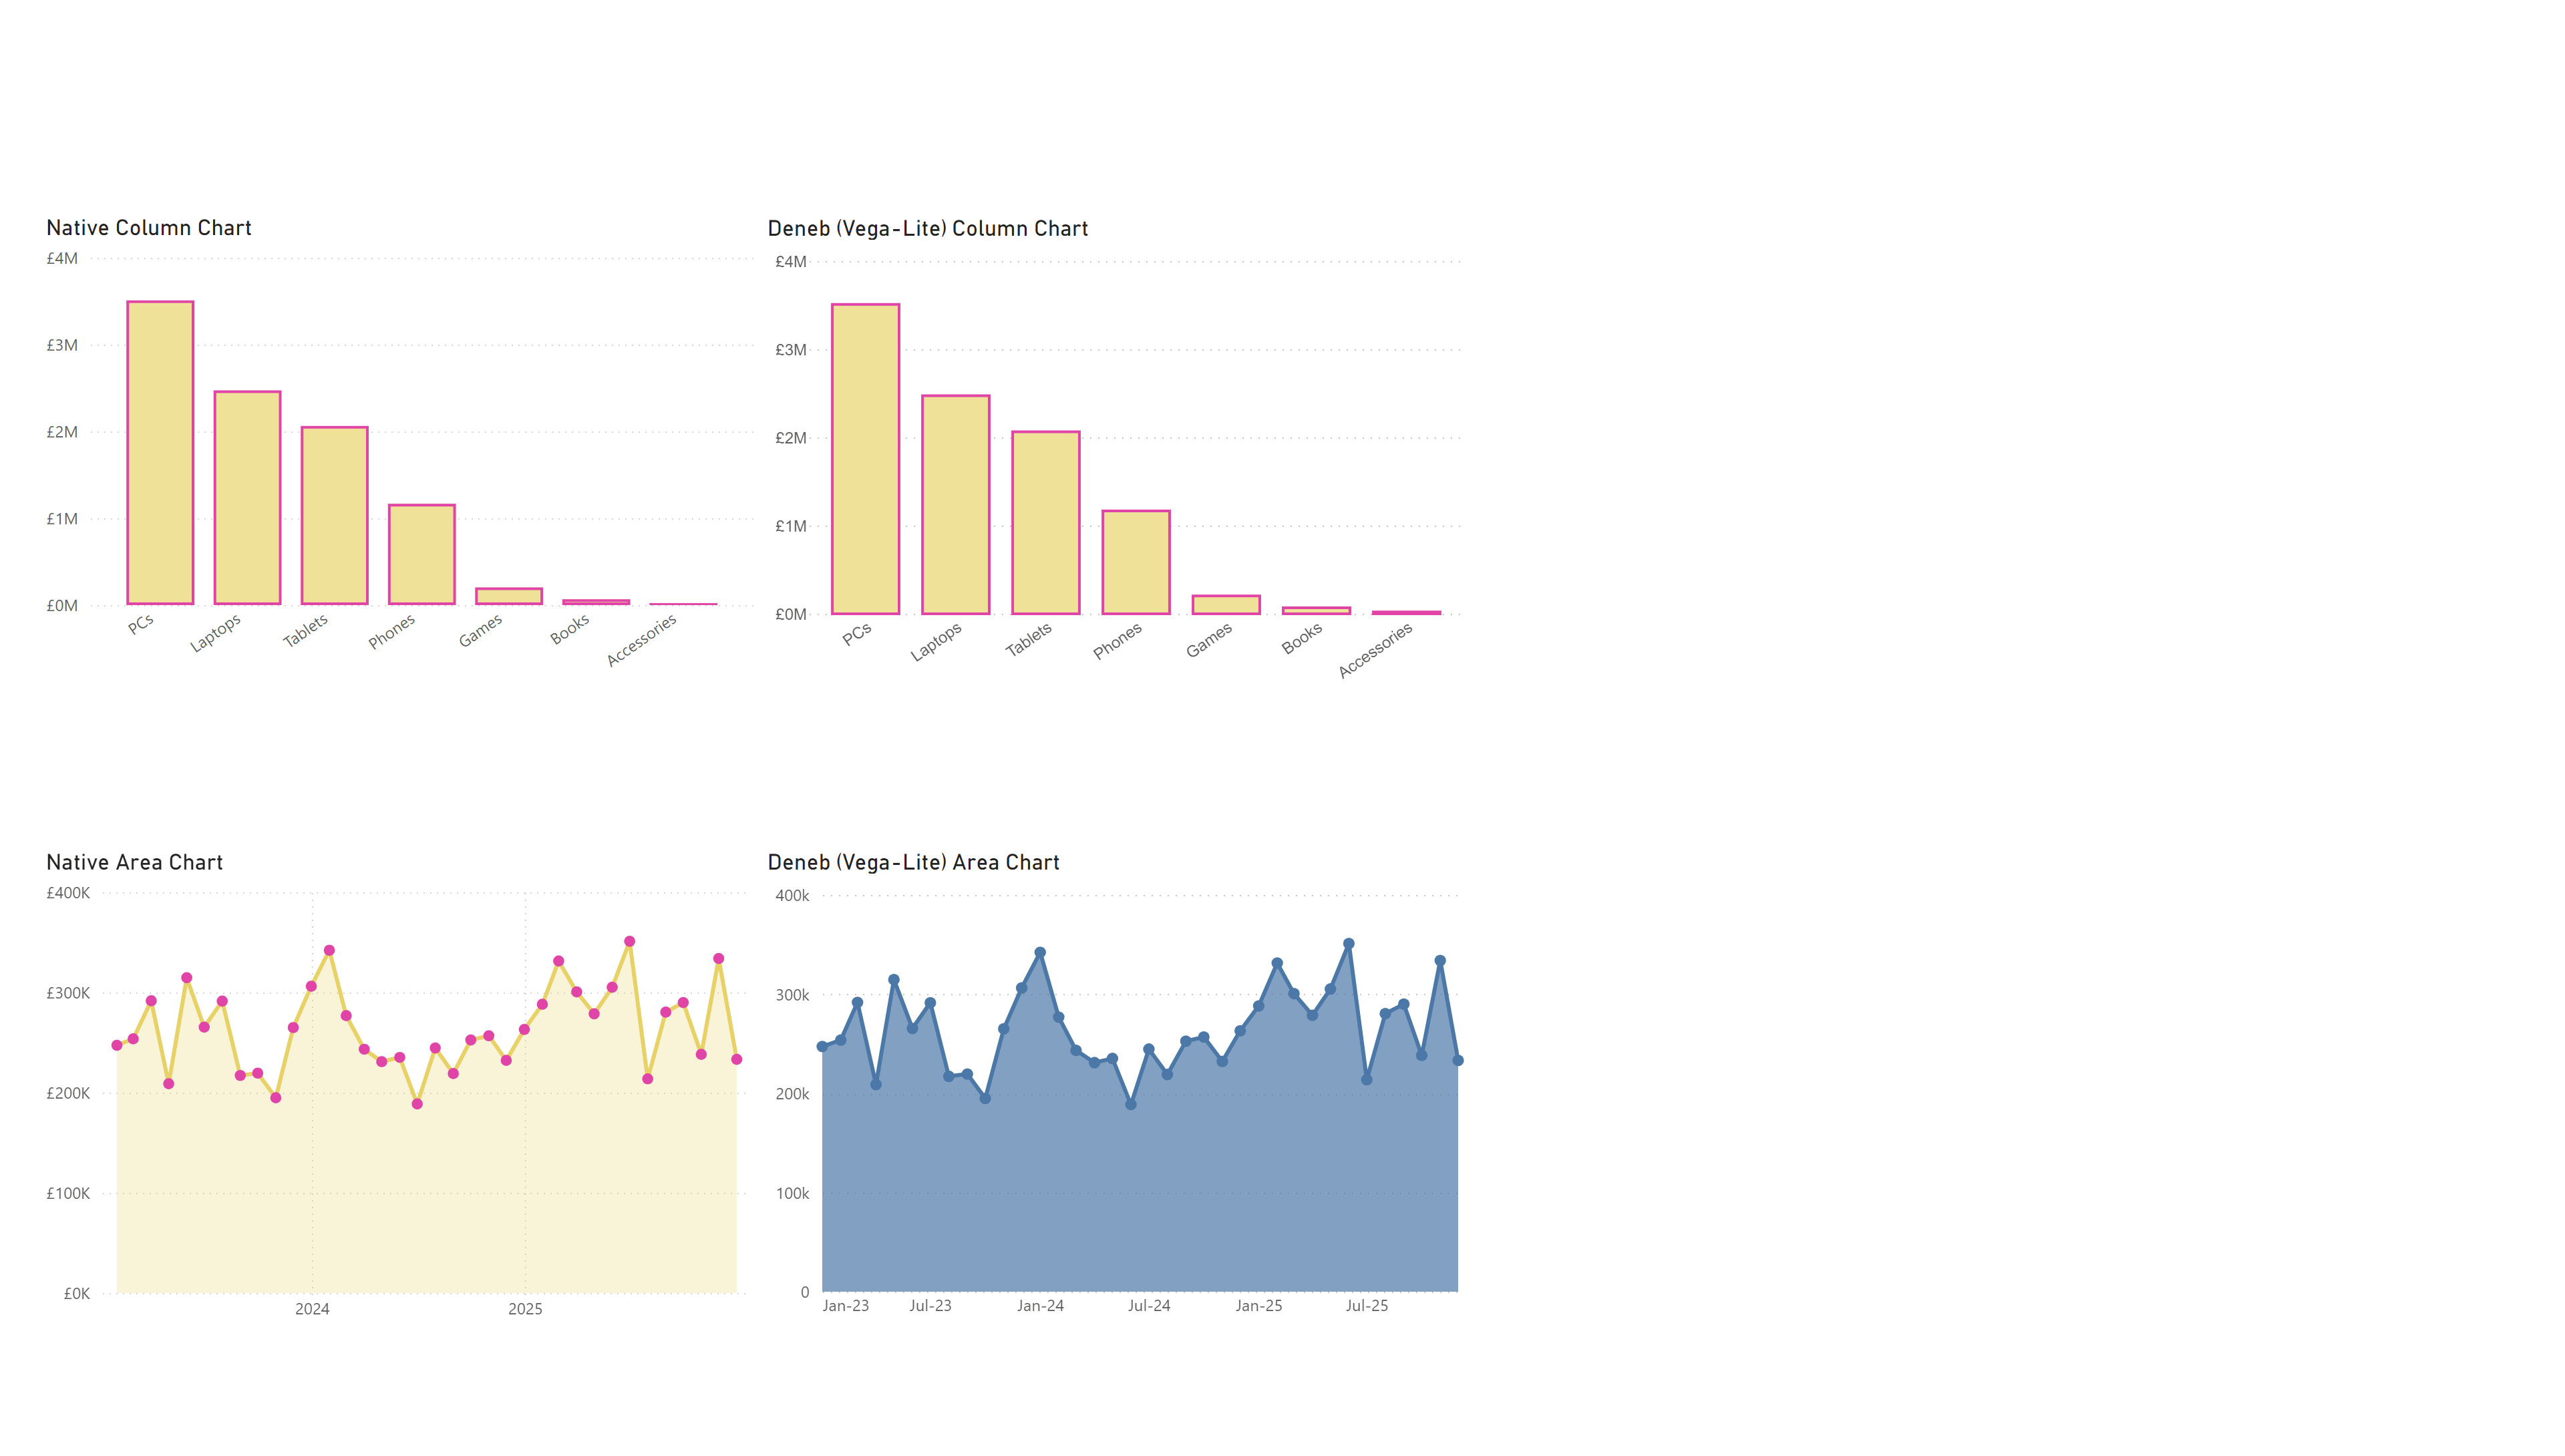 Native Column Chart
£4M
£3M
£2M
£1M
£0M
PCs
Laptops
Tablets
Phones
Games
Books
Accessories
Deneb (Vega-Lite) Column Chart
£4M
£3M
£2M
£1M
£0M
PCs
Laptops
Tablets
Phones
Games
Books
Accessories
Native Area Chart
£400K
£300K
£200K
£100K
£0K
2024
2025
Deneb (Vega-Lite) Area Chart
400k
300k
200k
100k
0
Jan-23
Jul-23
Jan-24
Jul-24
Jan-25
Jul-25